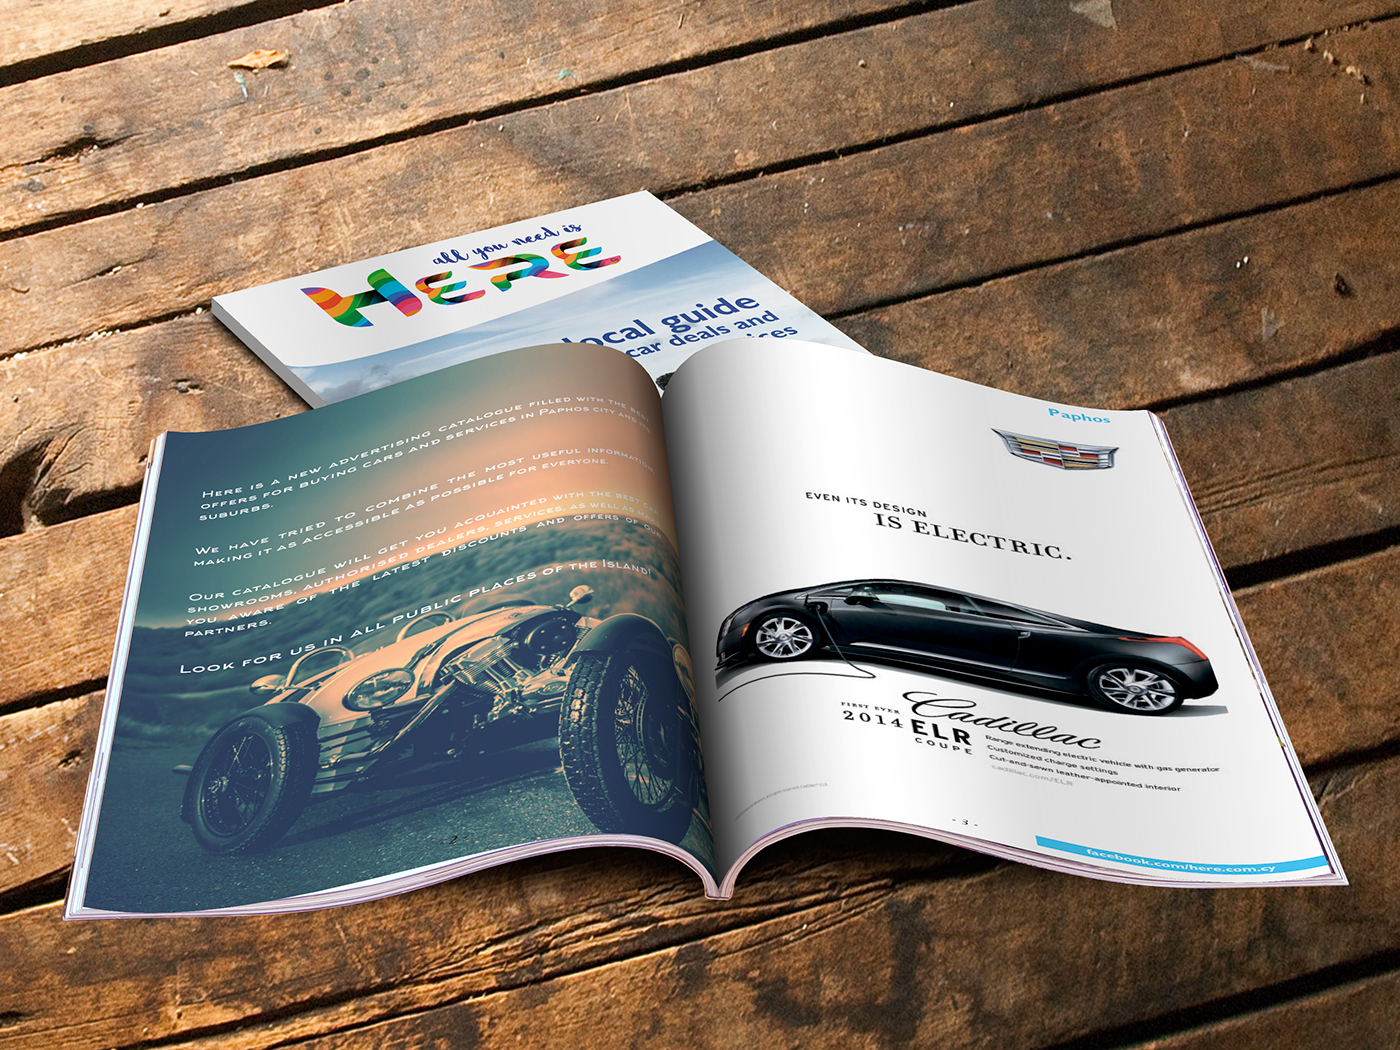 all you need is
HERE
local guide
car deals and
HERE IS A NEW ADVERTISING CATALOGUE FILLED WITH THE BEST
OFFERS FOR BUYING CARS AND SERVICES IN PAPHOS CITY AND
SUBURBS.
WE HAVE TRIED TO COMBINE THE MOST USEFUL INFORMATION
MAKING IT AS ACCESSIBLE AS POSSIBLE FOR EVERYONE.
OUR CATALOGUE WILL GET YOU ACQUAINTED WITH THE BEST
SHOWROOMS, AUTHORISED DEALERS, SERVICES, AS WELL AS
YOU AWARE OF THE LATEST DISCOUNTS AND OFFERS OF
PARTNERS.
LOOK FOR US IN ALL PUBLIC PLACES OF THE ISLAND!
2
Paphos
EVEN ITS DESIGN
IS ELECTRIC.
FIRST EVER
2014 ELR
COUPE
Cadillac
Range extending electric vehicle with gas generator
Customized charge settings
Cut-and-sewn leather-appointed interior
cadillac.com/ELR
- 3 -
facebook.com/here.com.cy